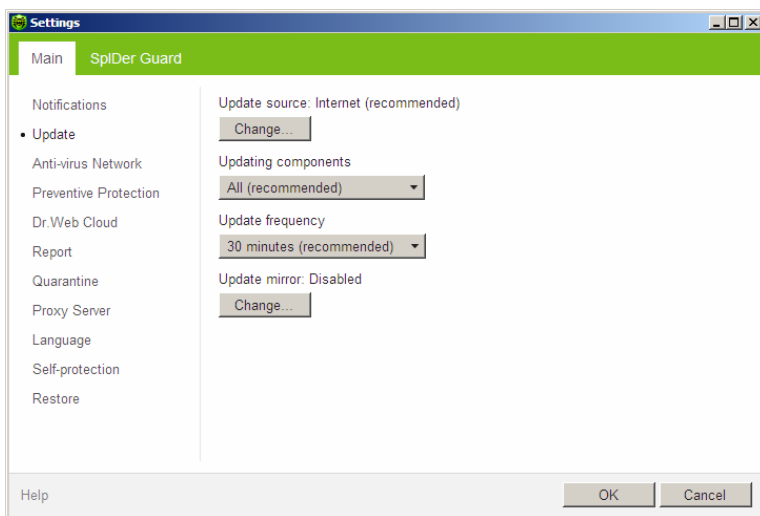 Settings
Main SpIDer Guard
Notifications
Update
Anti-virus Network
Preventive Protection
Dr.Web Cloud
Report
Quarantine
Proxy Server
Language
Self-protection
Restore
Update source: Internet (recommended)
Change...
Updating components
All (recommended)
Update frequency
30 minutes (recommended)
Update mirror: Disabled
Change...
Help OK Cancel